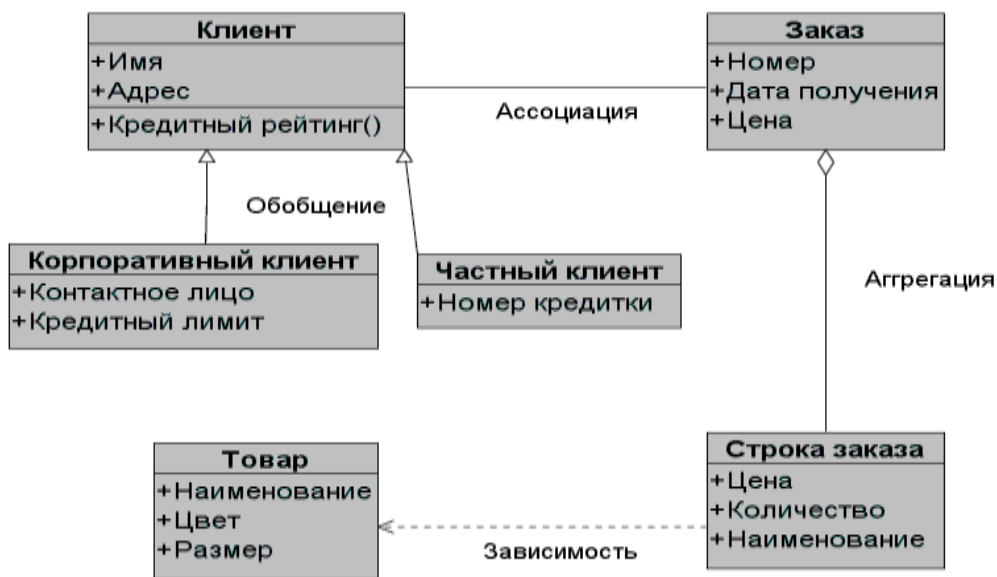 Клиент
+Имя
+Адрес
+Кредитный рейтинг()
Ассоциация
Заказ
+Номер
+Дата получения
+Цена
Обобщение
Корпоративный клиент
+Контактное лицо
+Кредитный лимит
Частный клиент
+Номер кредитки
Аггрегация
Товар
+Наименование
+Цвет
+Размер
Зависимость
Строка заказа
+Цена
+Количество
+Наименование